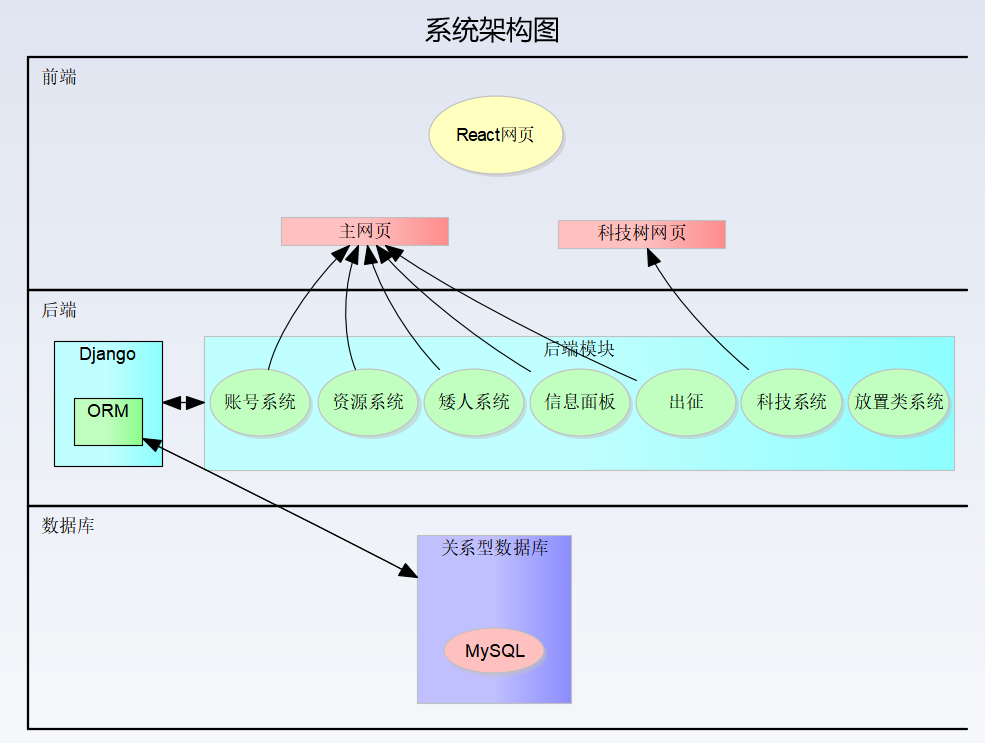 系统架构图
前端
React网页
主网页
科技树网页
后端
Django
ORM
后端模块
账号系统
资源系统
矮人系统
信息面板
出征
科技系统
放置类系统
数据库
关系型数据库
MySQL